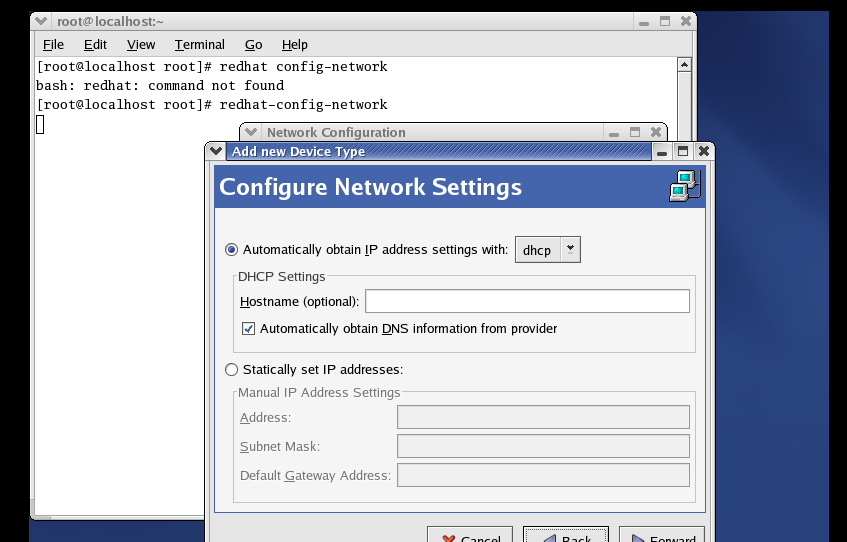 root@localhost:~
File Edit View Terminal Go Help
[root@localhost root]# redhat config-network
bash: redhat: command not found
[root@localhost root]# redhat-config-network
Network Configuration
Add new Device Type
Configure Network Settings
Automatically obtain IP address settings with: dhcp
DHCP Settings
Hostname (optional):
Automatically obtain DNS information from provider
Statically set IP addresses:
Manual IP Address Settings
Address:
Subnet Mask:
Default Gateway Address:
Cancel Back Forward